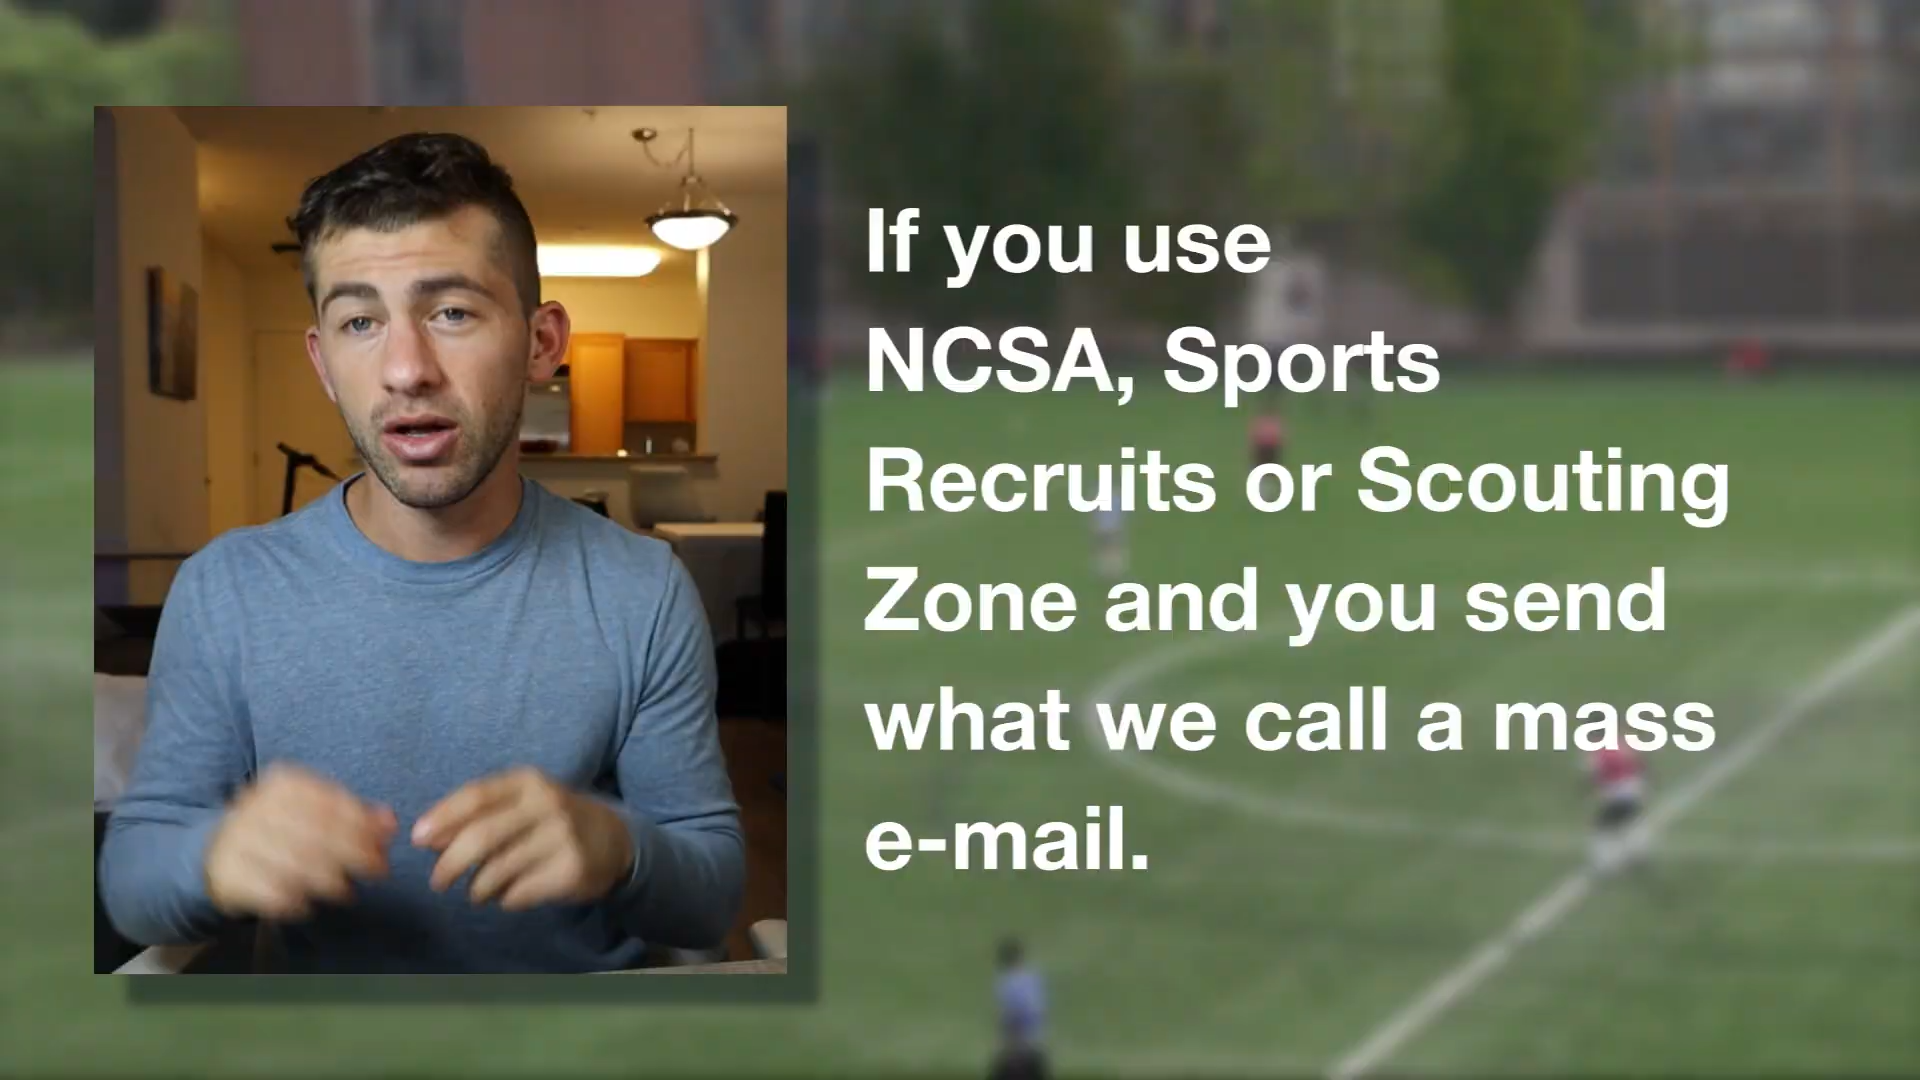 If you use
NCSA, Sports
Recruits or Scouting
Zone and you send
what we call a mass
e-mail.